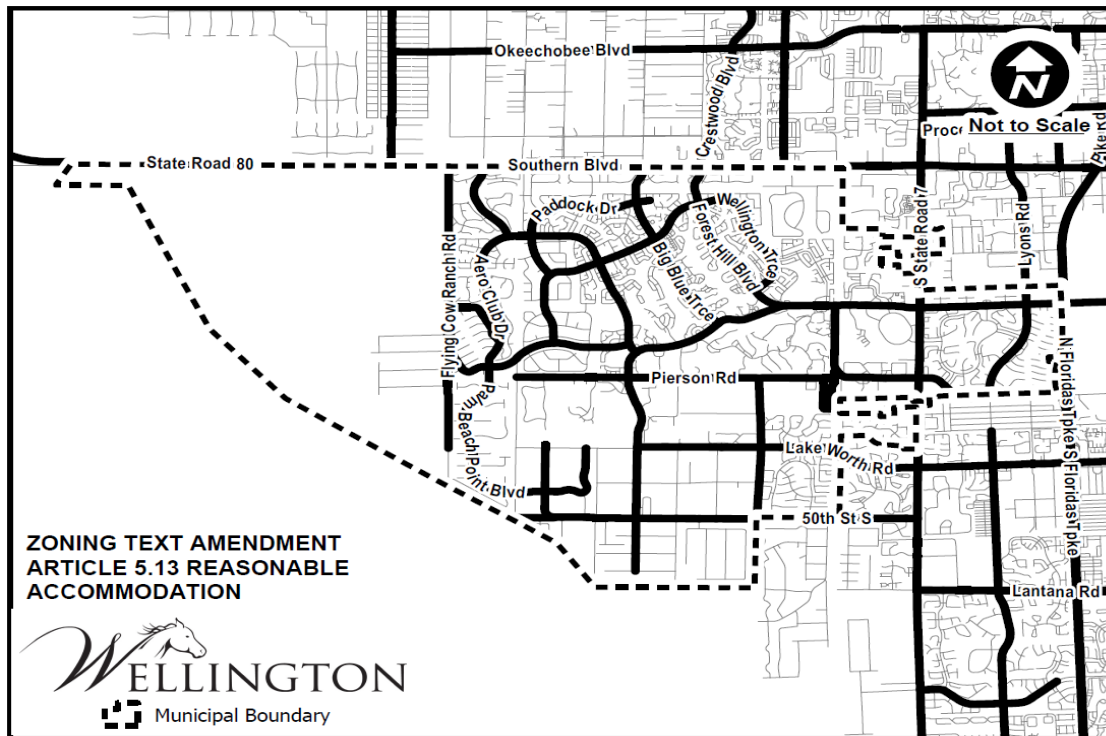 Okeechobee Blvd
Crestwood Blvd
N
Not to Scale
State Road 80
Southern Blvd
Paddock Dr
Wellington Trce
Forest Hill Blvd
Big Blue Trce
Aero Club Dr
Flying Cow Ranch Rd
S State Road 7
Lyons Rd
Pierson Rd
Palm Beach Point Blvd
Lake Worth Rd
N Floridas Tpke
S Floridas Tpke
50th St S
Lantana Rd
ZONING TEXT AMENDMENT
ARTICLE 5.13 REASONABLE
ACCOMMODATION
WELLINGTON
Municipal Boundary